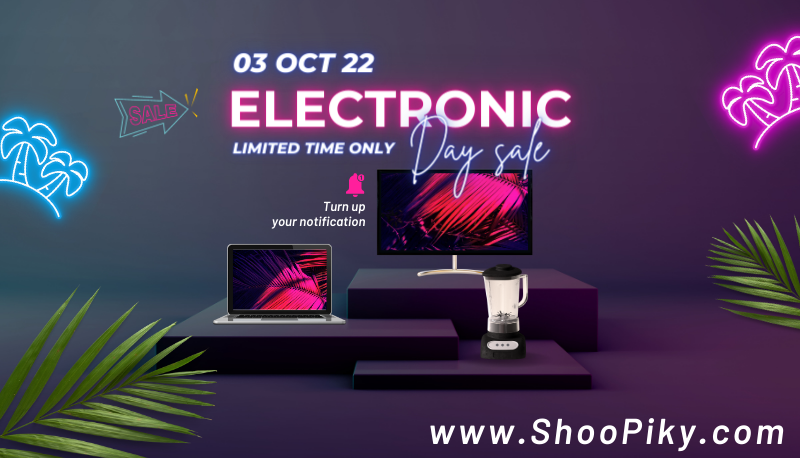 03 OCT 22
SALE
ELECTRONIC
LIMITED TIME ONLY
Day sale
Turn up
your notification
www.ShooPiky.com